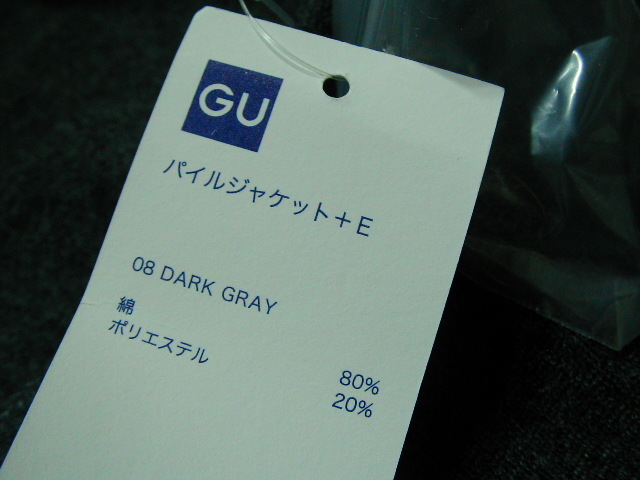 GU
パイルジャケット+E
08 DARK GRAY
綿 80%
ポリエステル 20%